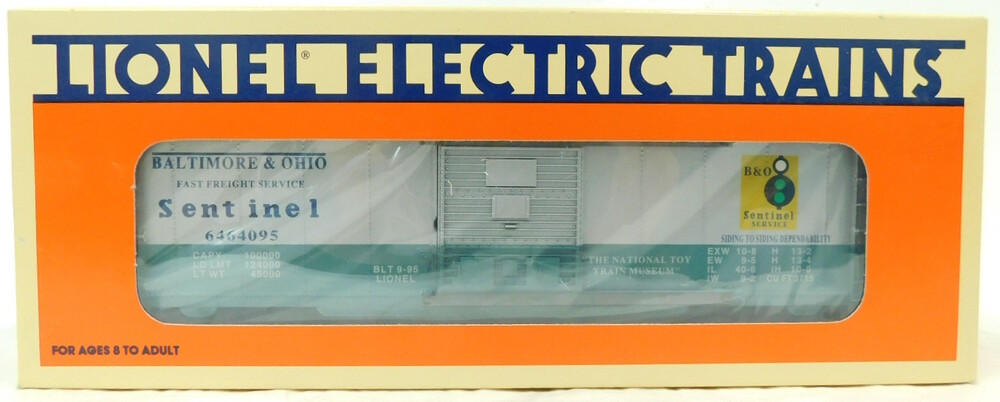 LIONEL® ELECTRIC TRAINS
BALTIMORE & OHIO
FAST FREIGHT SERVICE
Sentinel
6464095
CAPY 100000
LD LMT 124000
LT WT 45000
BLT 9-95
LIONEL
"THE NATIONAL TOY
TRAIN MUSEUM"
B&O
Sentinel
SERVICE
SIDING TO SIDING DEPENDABILITY
EXW 10-8 H 13-2
EW 9-5 H 13-4
IL 40-6 IH 10-6
IW 9-2 CU FT 3715
FOR AGES 8 TO ADULT